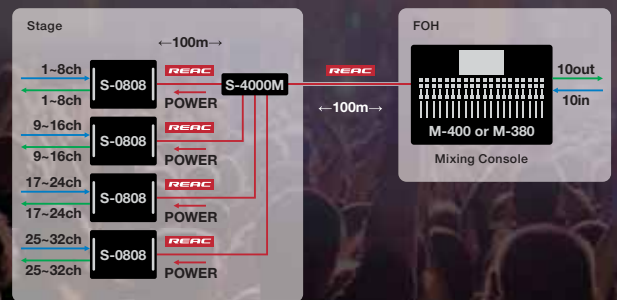 Stage
←100m→
1~8ch
S-0808
REAC
POWER
1~8ch
S-4000M
9~16ch
S-0808
REAC
POWER
9~16ch
17~24ch
S-0808
REAC
POWER
17~24ch
25~32ch
S-0808
REAC
POWER
25~32ch
REAC
←100m→
FOH
10out
10in
M-400 or M-380
Mixing Console